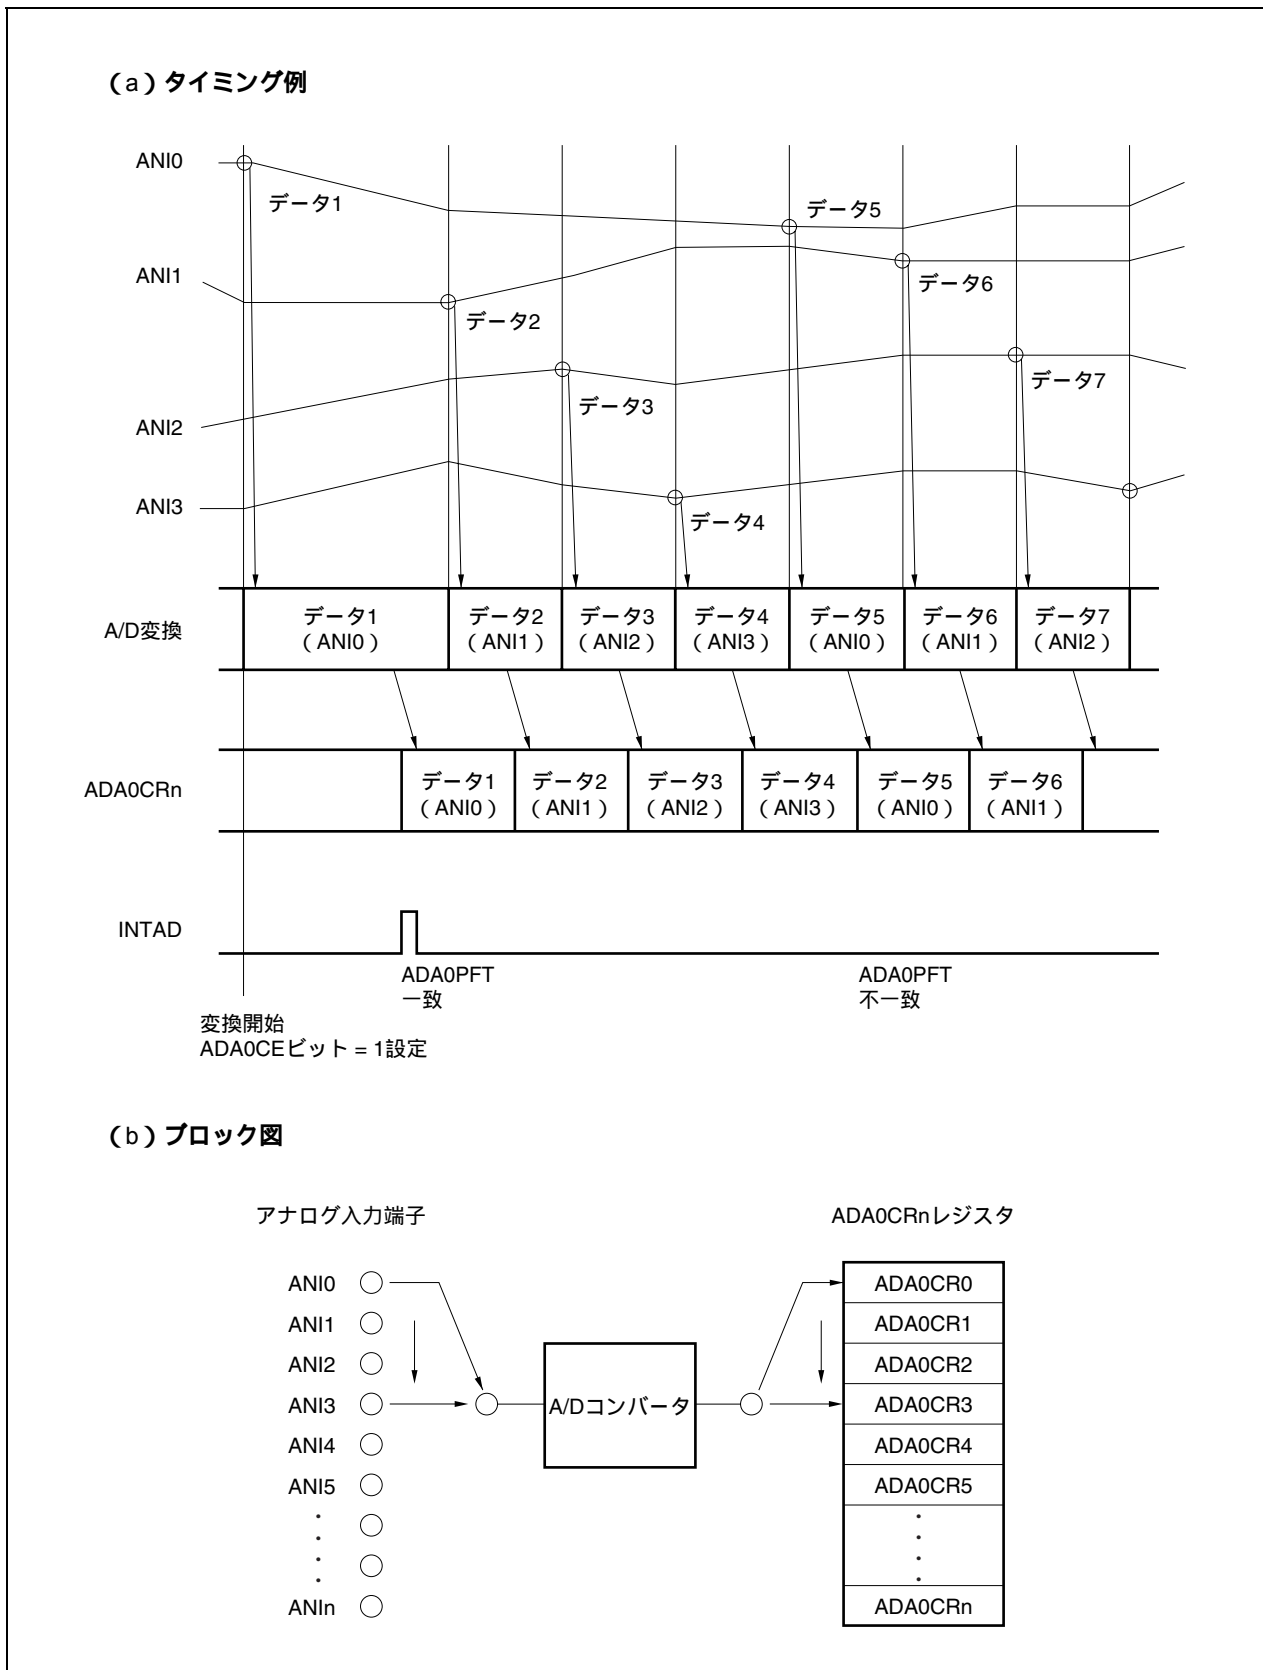 （a）タイミング例
ANI0
データ1
データ5
ANI1
データ6
データ2
データ7
データ3
ANI2
ANI3
データ4
A/D変換
データ1
（ANI0）
データ2
（ANI1）
データ3
（ANI2）
データ4
（ANI3）
データ5
（ANI0）
データ6
（ANI1）
データ7
（ANI2）
ADA0CRn
データ1
（ANI0）
データ2
（ANI1）
データ3
（ANI2）
データ4
（ANI3）
データ5
（ANI0）
データ6
（ANI1）
INTAD
ADA0PFT
一致
ADA0PFT
不一致
変換開始
ADA0CEビット = 1設定
（b）ブロック図
アナログ入力端子
ADA0CRnレジスタ
ANI0
ANI1
ANI2
ANI3
ANI4
ANI5
ANIn
A/Dコンバータ
ADA0CR0
ADA0CR1
ADA0CR2
ADA0CR3
ADA0CR4
ADA0CR5
ADA0CRn